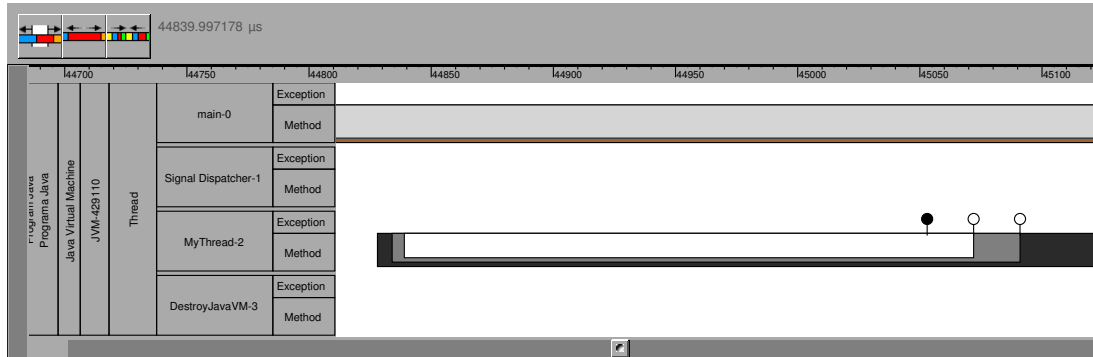 44839.997178 µs
44700 44750 44800 44850 44900 44950 45000 45050 45100
Programa Java
Java Virtual Machine
JVM-429110
Thread
main-0
Exception
Method
Signal Dispatcher-1
Exception
Method
MyThread-2
Exception
Method
DestroyJavaVM-3
Exception
Method